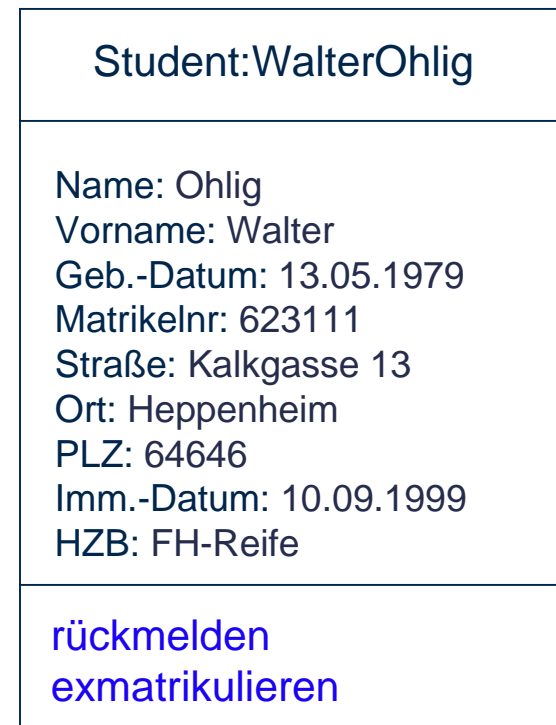 Student:WalterOhlig
Name: Ohlig
Vorname: Walter
Geb.-Datum: 13.05.1979
Matrikelnr: 623111
Straße: Kalkgasse 13
Ort: Heppenheim
PLZ: 64646
Imm.-Datum: 10.09.1999
HZB: FH-Reife
rückmelden
exmatrikulieren